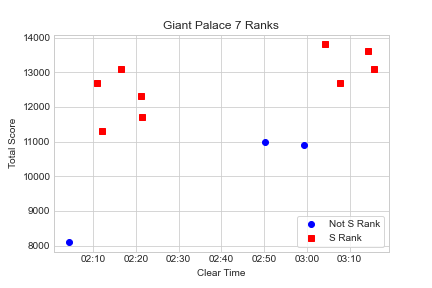 Giant Palace 7 Ranks
14000
13000
12000
11000
10000
9000
8000
Total Score
02:10 02:20 02:30 02:40 02:50 03:00 03:10
Clear Time
Not S Rank
S Rank